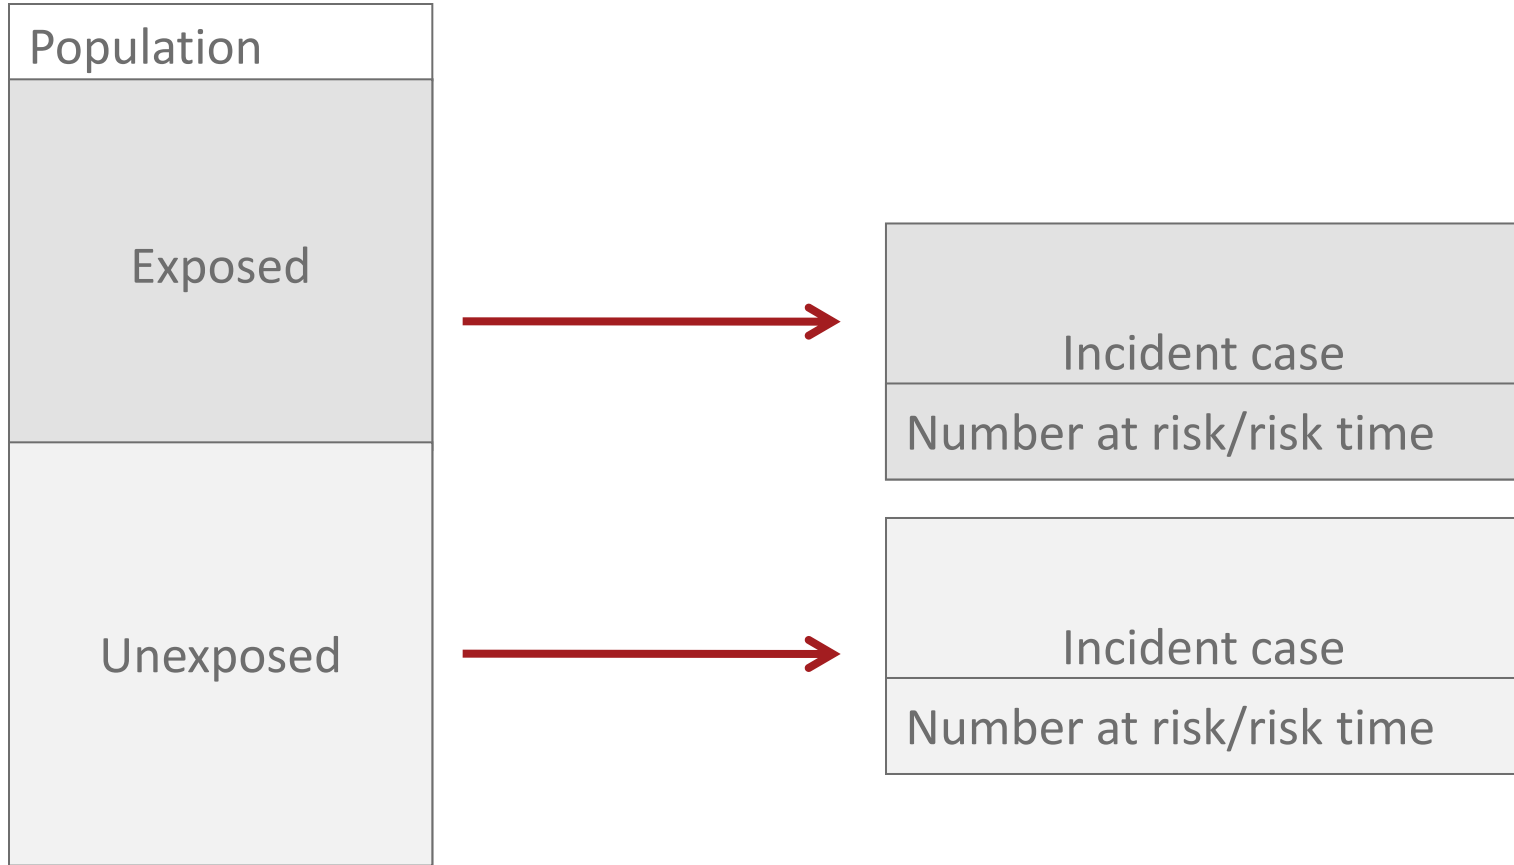 Population
Exposed
Incident case
Number at risk/risk time
Unexposed
Incident case
Number at risk/risk time